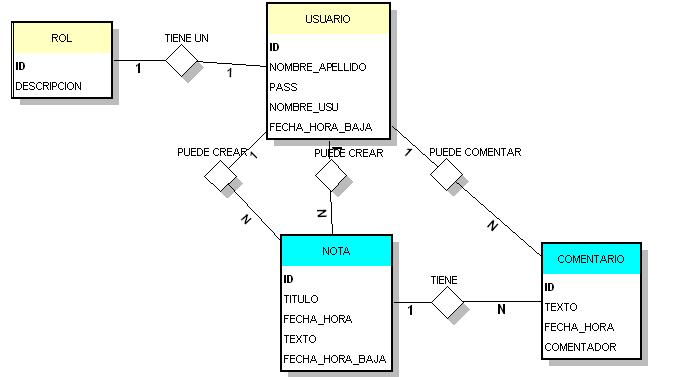 USUARIO
ID
NOMBRE_APELLIDO
PASS
NOMBRE_USU
FECHA_HORA_BAJA
ROL
ID
DESCRIPCION
TIENE UN
1
1
PUEDE CREAR
1
N
PUEDE CREAR
1
N
PUEDE COMENTAR
1
N
NOTA
ID
TITULO
FECHA_HORA
TEXTO
FECHA_HORA_BAJA
TIENE
1
N
COMENTARIO
ID
TEXTO
FECHA_HORA
COMENTADOR